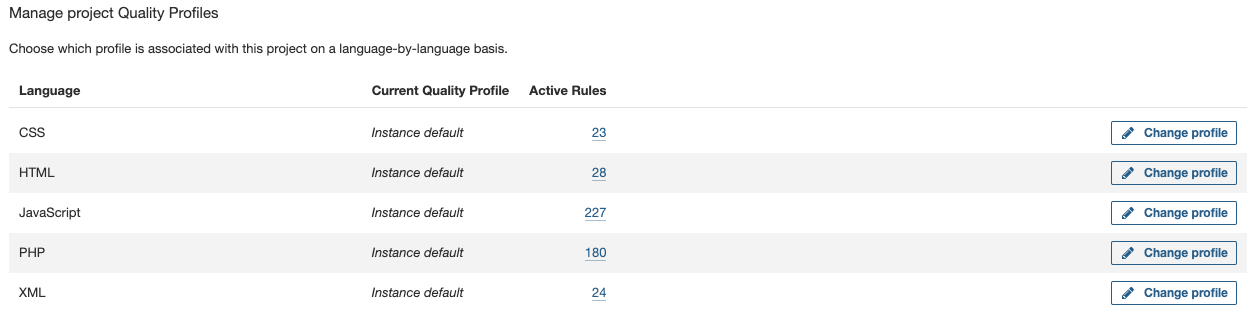 Manage project Quality Profiles
Choose which profile is associated with this project on a language-by-language basis.
Language Current Quality Profile Active Rules
CSS Instance default 23 Change profile
HTML Instance default 28 Change profile
JavaScript Instance default 227 Change profile
PHP Instance default 180 Change profile
XML Instance default 24 Change profile